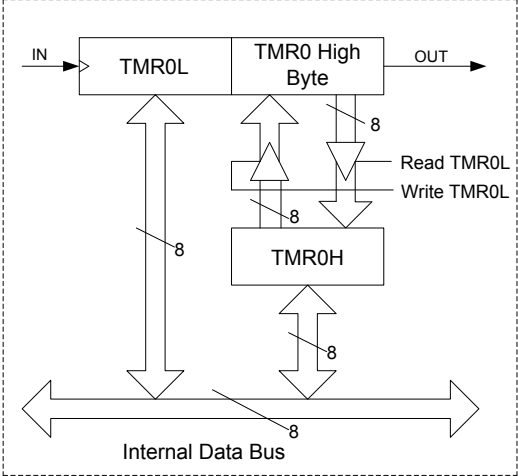 IN
TMR0L
TMR0 High
Byte
OUT
8
Read TMR0L
Write TMR0L
8
8
TMR0H
8
8
Internal Data Bus